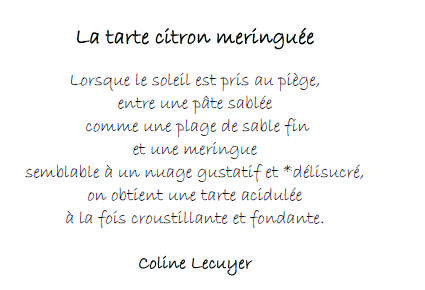 La tarte citron meringuée
Lorsque le soleil est pris au piège,
entre une pâte sablée
comme une plage de sable fin
et une meringue
semblable à un nuage gustatif et *délisucré,
on obtient une tarte acidulée
à la fois croustillante et fondante.
Coline Lecuyer